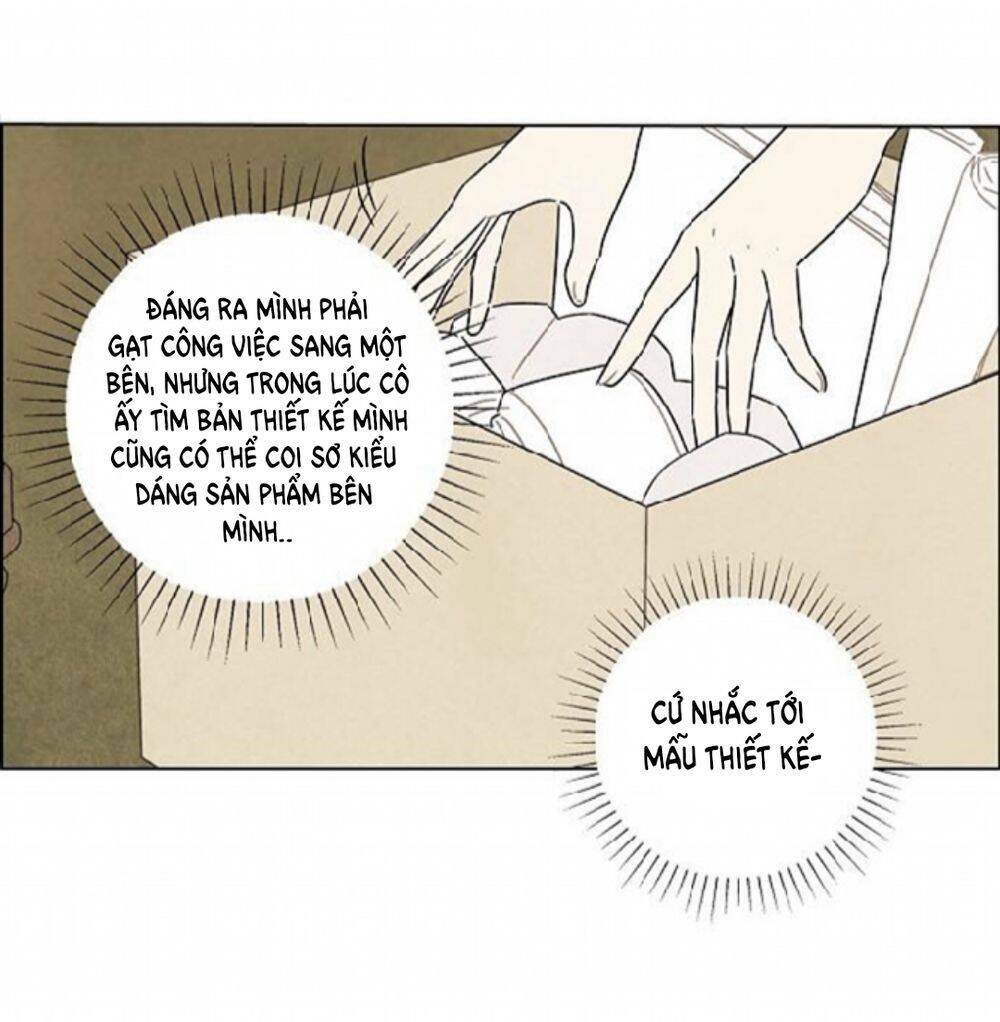 ĐÁNG RA MÌNH PHẢI
GẠT CÔNG VIỆC SANG MỘT
BÊN, NHƯNG TRONG LÚC CÔ
ẤY TÌM BẢN THIẾT KẾ MÌNH
CŨNG CÓ THỂ COI SƠ KIỂU
DÁNG SẢN PHẨM BÊN
MÌNH..
CỨ NHẮC TỚI
MẪU THIẾT KẾ-